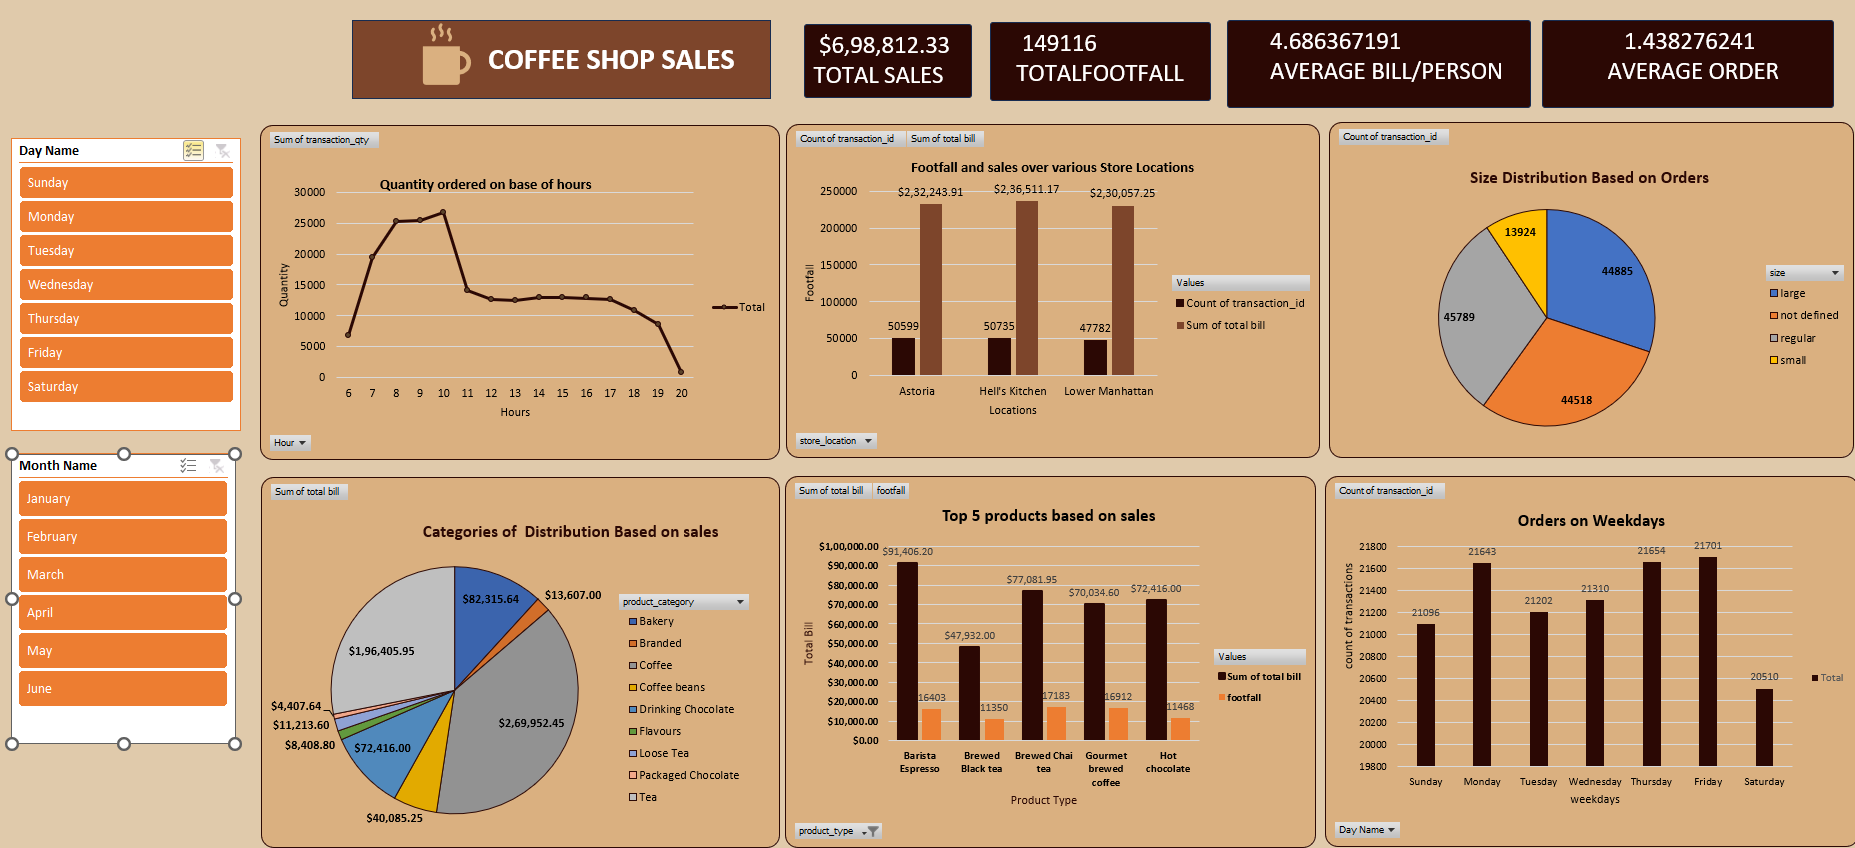 COFFEE SHOP SALES
$6,98,812.33
TOTAL SALES
149116
TOTALFOOTFALL
4.686367191
AVERAGE BILL/PERSON
1.438276241
AVERAGE ORDER
Day Name
Sunday
Monday
Tuesday
Wednesday
Thursday
Friday
Saturday
Month Name
January
February
March
April
May
June
Sum of transaction_qty
Quantity ordered on base of hours
30000
25000
20000
15000
10000
5000
0
Quantity
6 7 8 9 10 11 12 13 14 15 16 17 18 19 20
Hours
Total
Hour
Count of transaction_id Sum of total bill
Footfall and sales over various Store Locations
250000
200000
150000
100000
50000
0
Footfall
$2,32,243.91 $2,36,511.17 $2,30,057.25
50599 50735 47782
Astoria Hell's Kitchen Lower Manhattan
Locations
Values
Count of transaction_id
Sum of total bill
store_location
Count of transaction_id
Size Distribution Based on Orders
13924
44885
45789
44518
size
large
not defined
regular
small
Sum of total bill
Categories of Distribution Based on sales
$82,315.64
$13,607.00
$1,96,405.95
$4,407.64
$11,213.60
$8,408.80
$72,416.00
$2,69,952.45
$40,085.25
product_category
Bakery
Branded
Coffee
Coffee beans
Drinking Chocolate
Flavours
Loose Tea
Packaged Chocolate
Tea
Sum of total bill footfall
Top 5 products based on sales
$1,00,000.00
$90,000.00
$80,000.00
$70,000.00
$60,000.00
$50,000.00
$40,000.00
$30,000.00
$20,000.00
$10,000.00
$0.00
Total Bill
$91,406.20
$47,932.00
$77,081.95
$70,034.60
$72,416.00
16403
11350
17183
16912
11468
Barista Espresso
Brewed Black tea
Brewed Chai tea
Gourmet brewed coffee
Hot chocolate
Product Type
Values
Sum of total bill
footfall
product_type
Count of transaction_id
Orders on Weekdays
21800
21600
21400
21200
21000
20800
20600
20400
20200
20000
19800
count of transactions
21096
21643
21202
21310
21654
21701
20510
Sunday Monday Tuesday Wednesday Thursday Friday Saturday
weekdays
Total
Day Name